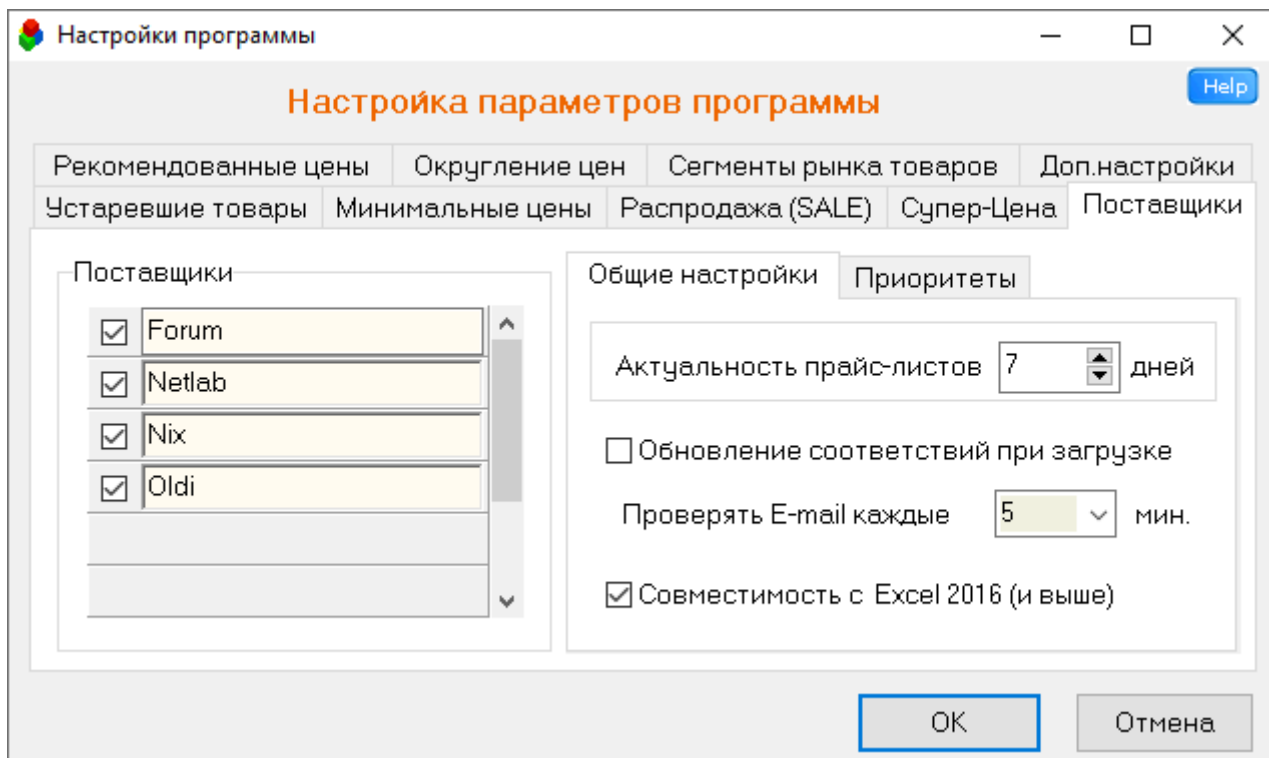 Настройки программы
Настройка параметров программы
Help
Рекомендованные цены Округление цен Сегменты рынка товаров Доп.настройки
Устаревшие товары Минимальные цены Распродажа (SALE) Супер-Цена Поставщики
Поставщики
Forum
Netlab
Nix
Oldi
Общие настройки Приоритеты
Актуальность прайс-листов 7 дней
Обновление соответствий при загрузке
Проверять E-mail каждые 5 мин.
Совместимость с Excel 2016 (и выше)
OK Отмена